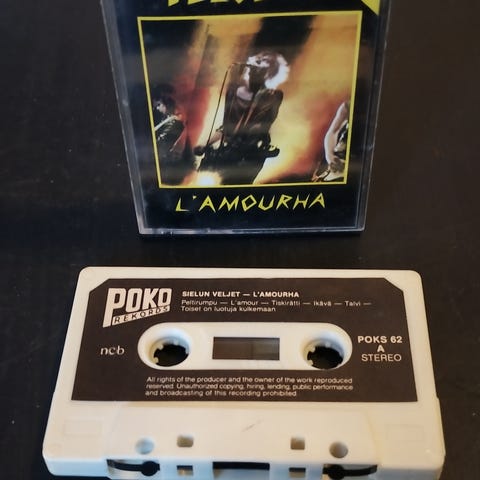 L'AMOURHA
POKO
RECORDS
SIELUN VELJET — L'AMOURHA
Peltirumpu — L'amour — Tiskirätti — Ikävä — Talvi —
Toiset on luotuja kulkemaan
ncb
POKS 62
A
STEREO
All rights of the producer and the owner of the work reproduced
reserved. Unauthorized copying, hiring, lending, public performance
and broadcasting of this recording prohibited.